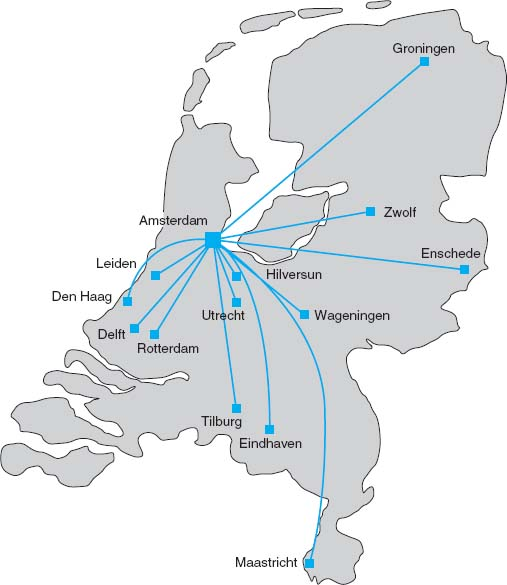 Groningen
Zwolf
Amsterdam
Enschede
Leiden
Hilversun
Den Haag
Utrecht
Wageningen
Delft
Rotterdam
Tilburg
Eindhaven
Maastricht